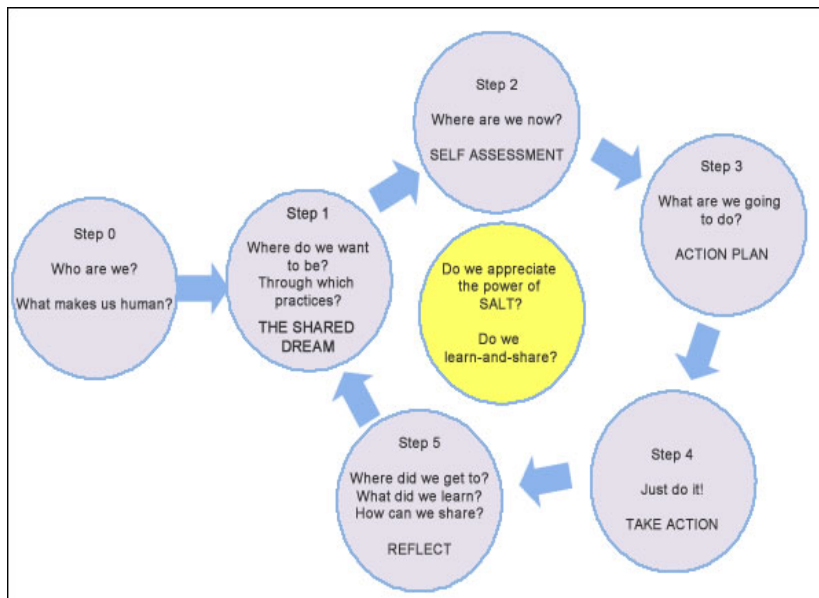 Step 0
Who are we?
What makes us human?
Step 1
Where do we want
to be?
Through which
practices?
THE SHARED
DREAM
Step 2
Where are we now?
SELF ASSESSMENT
Step 3
What are we going
to do?
ACTION PLAN
Step 4
Just do it!
TAKE ACTION
Step 5
Where did we get to?
What did we learn?
How can we share?
REFLECT
Do we appreciate
the power of
SALT?
Do we
learn-and-share?